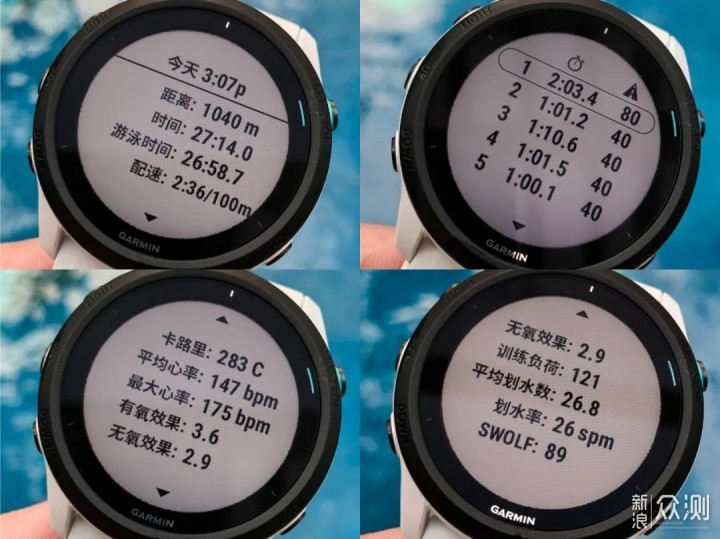 今天 3:07p
距离: 1040 m
时间: 27:14.0
游泳时间: 26:58.7
配速: 2:36/100m
GARMIN
1 2:03.4 80
2 1:01.2 40
3 1:10.6 40
4 1:01.5 40
5 1:00.1 40
GARMIN
卡路里: 283 C
平均心率: 147 bpm
最大心率: 175 bpm
有氧效果: 3.6
无氧效果: 2.9
GARMIN
无氧效果: 2.9
训练负荷: 121
平均划水数: 26.8
划水率: 26 spm
SWOLF: 89
GARMIN
新浪 众测